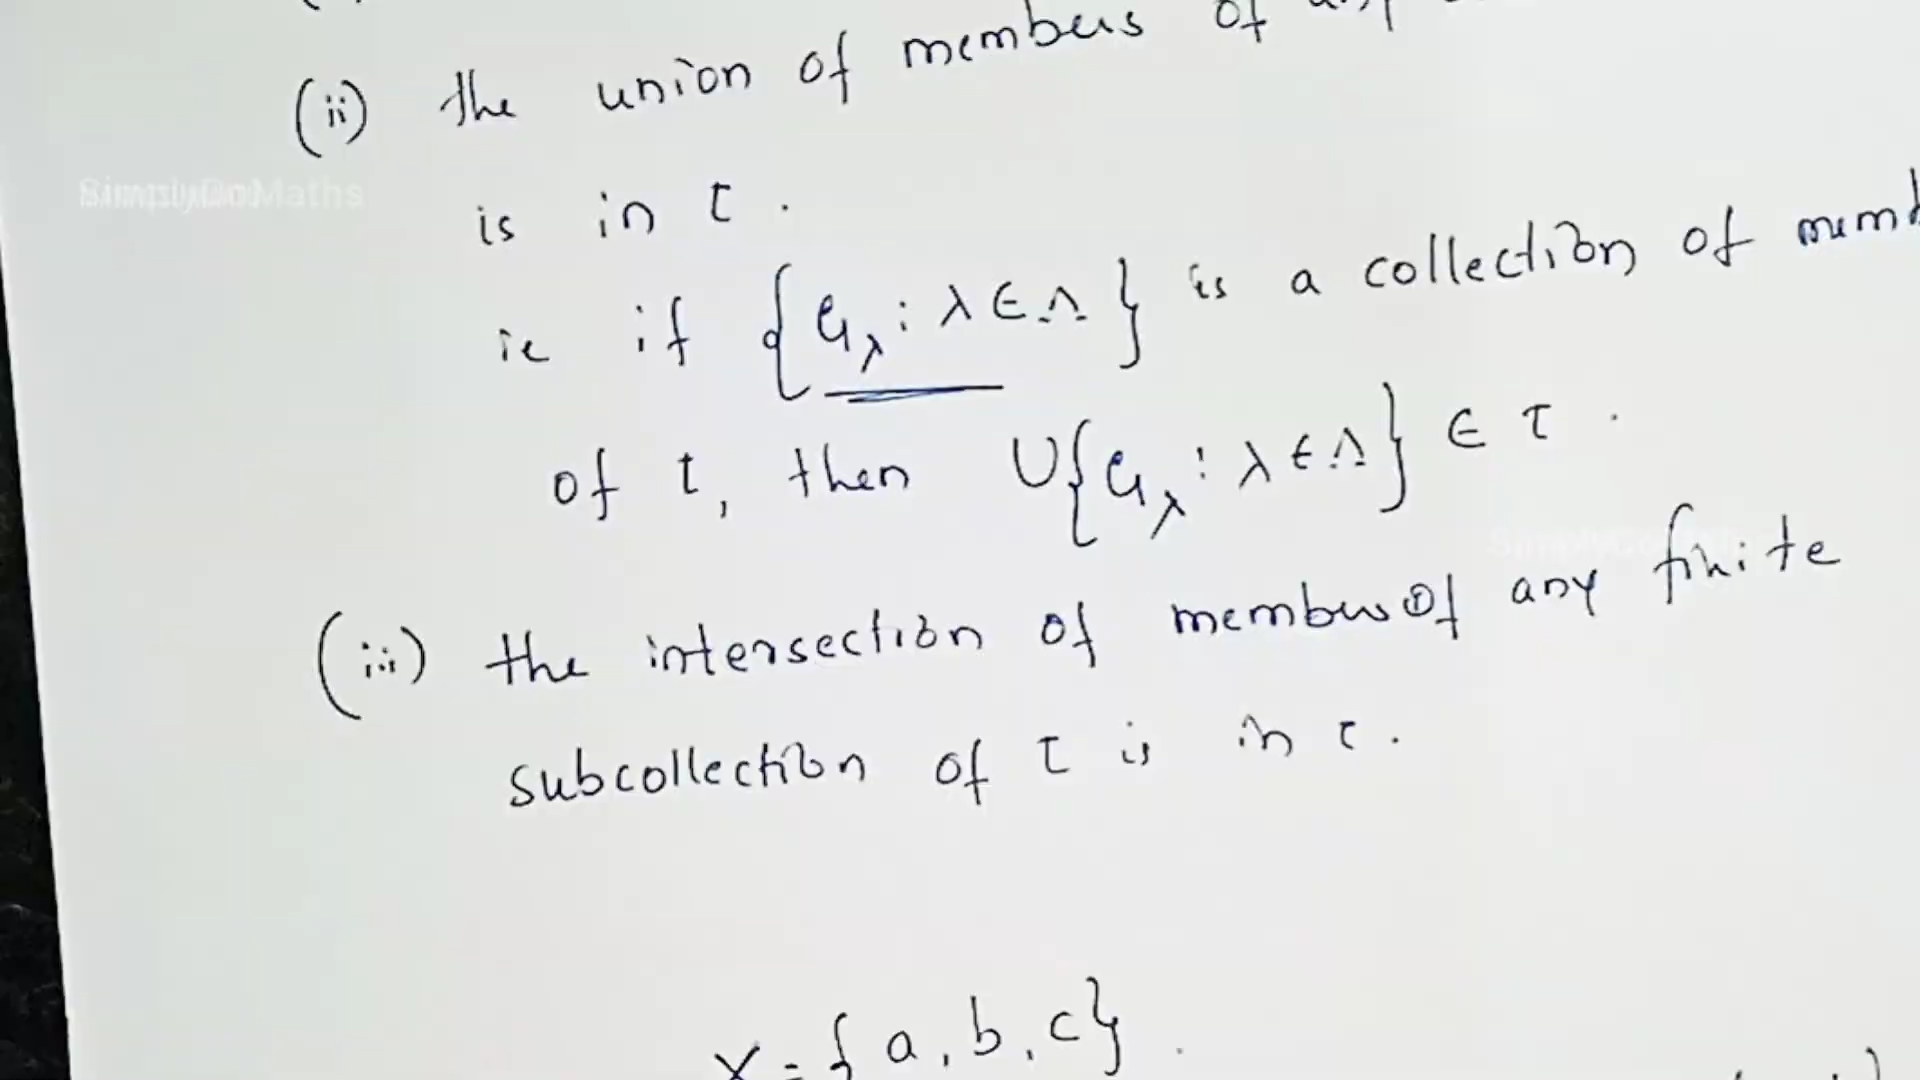 (ii) the union of members of any
is in τ.
ie if {G_λ : λ ∈ Λ} is a collection of
of τ, then ∪{G_λ : λ ∈ Λ} ∈ τ.
(iii) the intersection of members of any finite
subcollection of τ is in τ.
X = {a, b, c}.